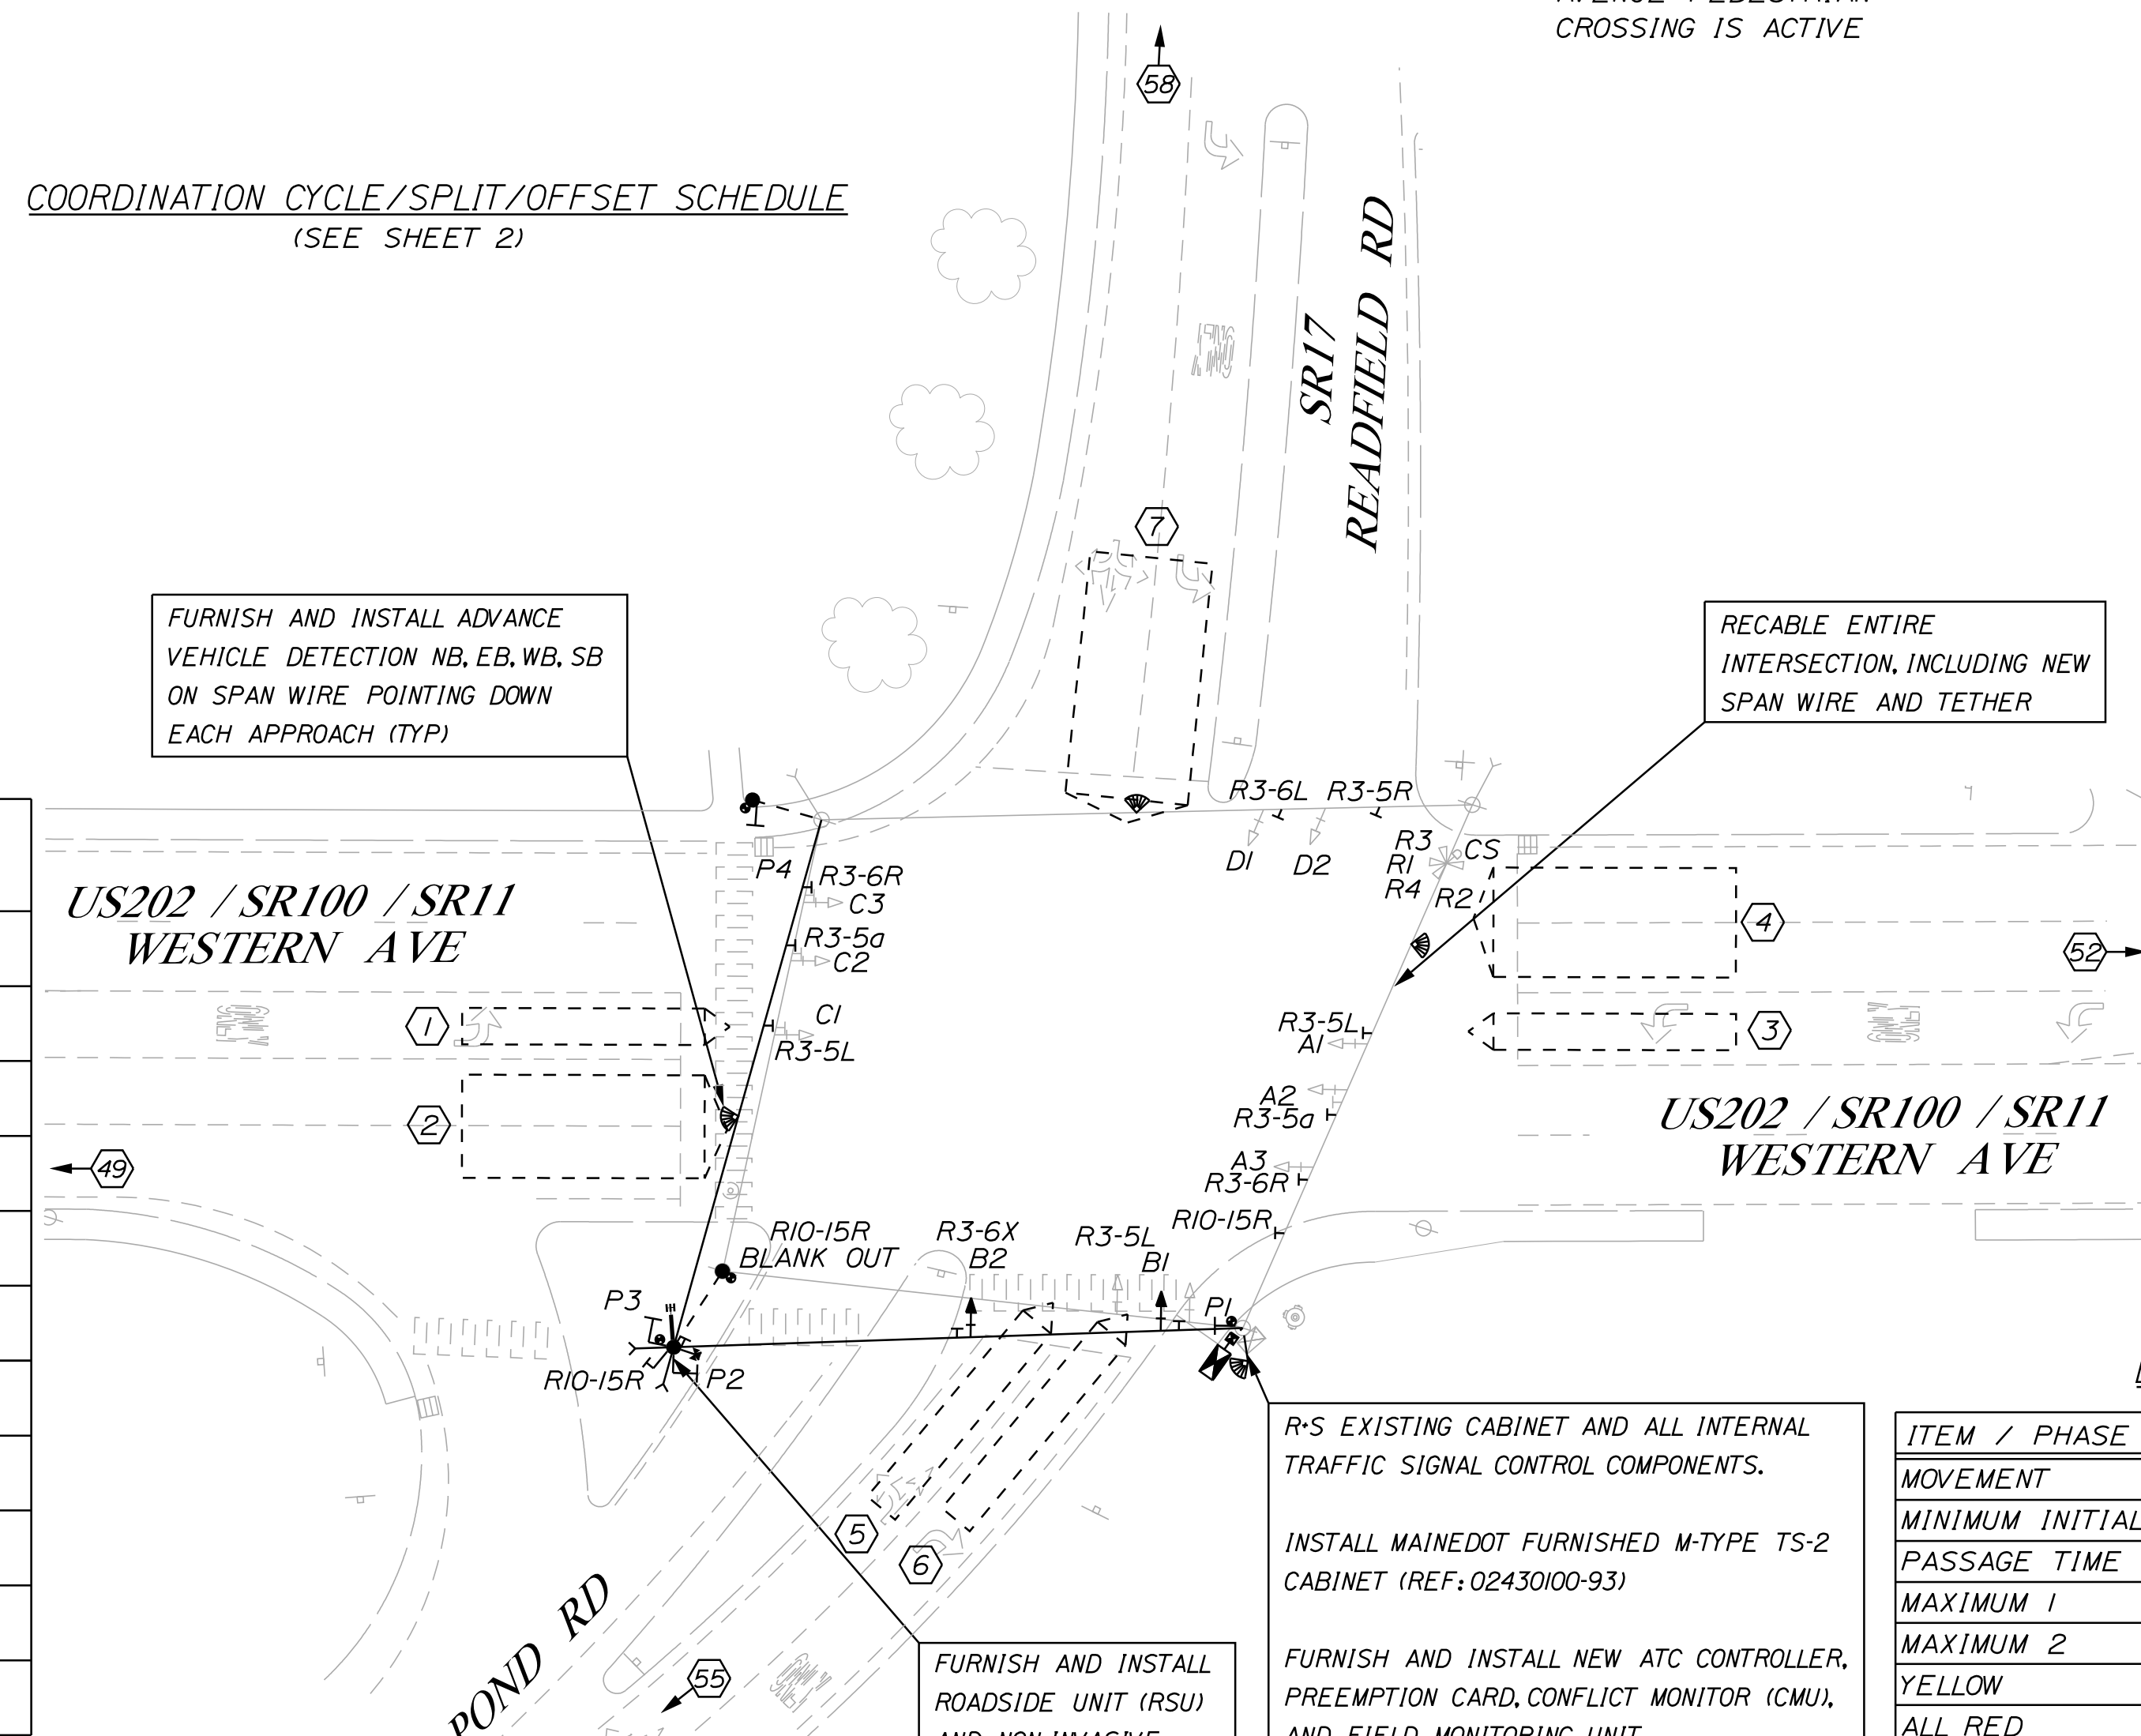 CROSSING IS ACTIVE
58
COORDINATION CYCLE/SPLIT/OFFSET SCHEDULE
(SEE SHEET 2)
SR17
READFIELD RD
7
FURNISH AND INSTALL ADVANCE
VEHICLE DETECTION NB, EB, WB, SB
ON SPAN WIRE POINTING DOWN
EACH APPROACH (TYP)
RECABLE ENTIRE
INTERSECTION, INCLUDING NEW
SPAN WIRE AND TETHER
R3-6L R3-5R
D1 D2
R3
R1
R4
CS
R2
P4
R3-6R
C3
R3-5a
C2
C1
R3-5L
US202 / SR100 / SR11
WESTERN AVE
4
52
1
3
2
49
R3-5L
A1
A2
R3-5a
A3
R3-6R
R10-15R
US202 / SR100 / SR11
WESTERN AVE
R10-15R
BLANK OUT
R3-6X
B2
R3-5L
B1
P3
P1
R10-15R
P2
5
6
55
POND RD
R+S EXISTING CABINET AND ALL INTERNAL
TRAFFIC SIGNAL CONTROL COMPONENTS.
INSTALL MAINEDOT FURNISHED M-TYPE TS-2
CABINET (REF: 02430100-93)
FURNISH AND INSTALL NEW ATC CONTROLLER,
PREEMPTION CARD, CONFLICT MONITOR (CMU),
AND FIELD MONITORING UNIT
FURNISH AND INSTALL
ROADSIDE UNIT (RSU)
AND NON-INVASIVE
ITEM / PHASE
MOVEMENT
MINIMUM INITIAL
PASSAGE TIME
MAXIMUM 1
MAXIMUM 2
YELLOW
ALL RED